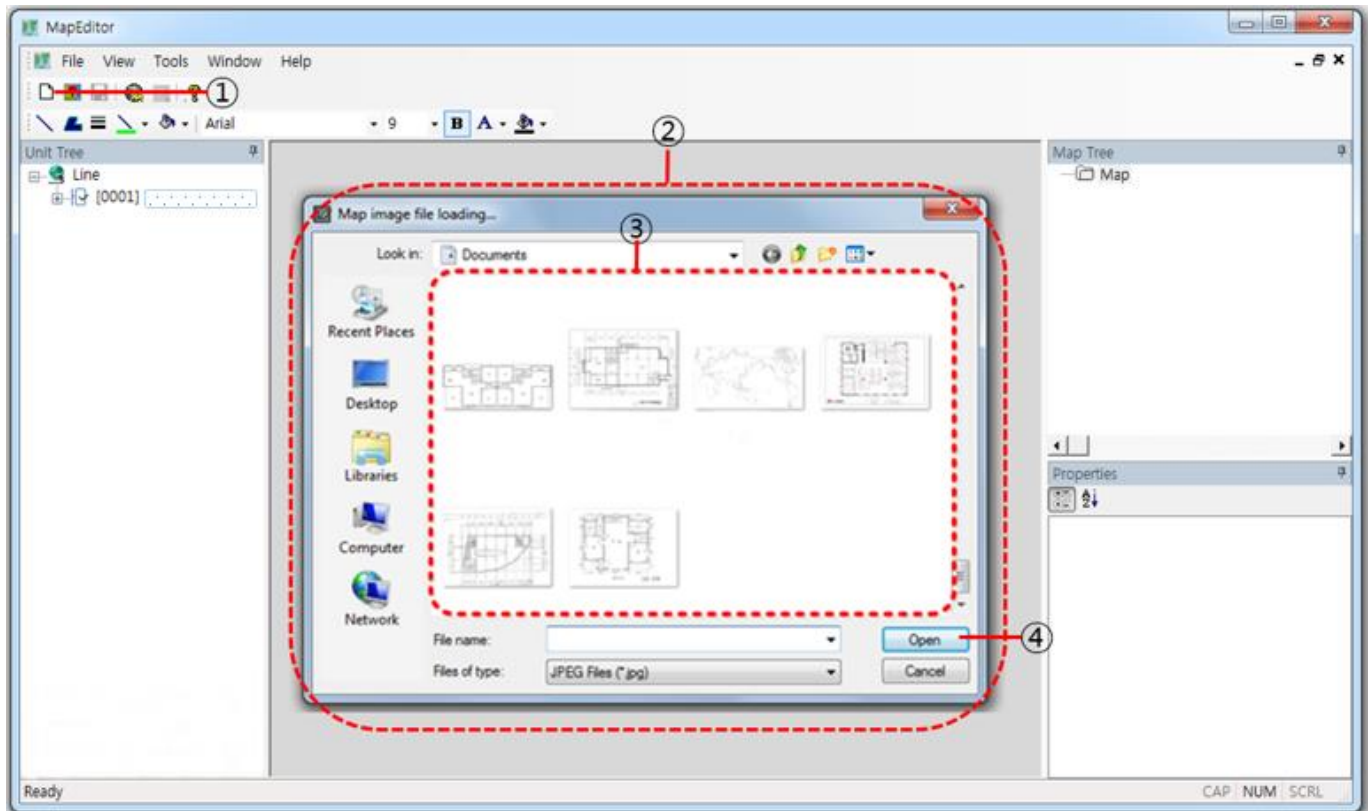 MapEditor
File View Tools Window Help
①
Arial 9 B A
②
Unit Tree
Map Tree
Line
Map
[0001]
Map image file loading...
③
Look in: Documents
Recent Places
Desktop
Libraries
Properties
Computer
Network
File name:
Open
④
Files of type: JPEG Files (*.jpg)
Cancel
Ready
CAP NUM SCRL